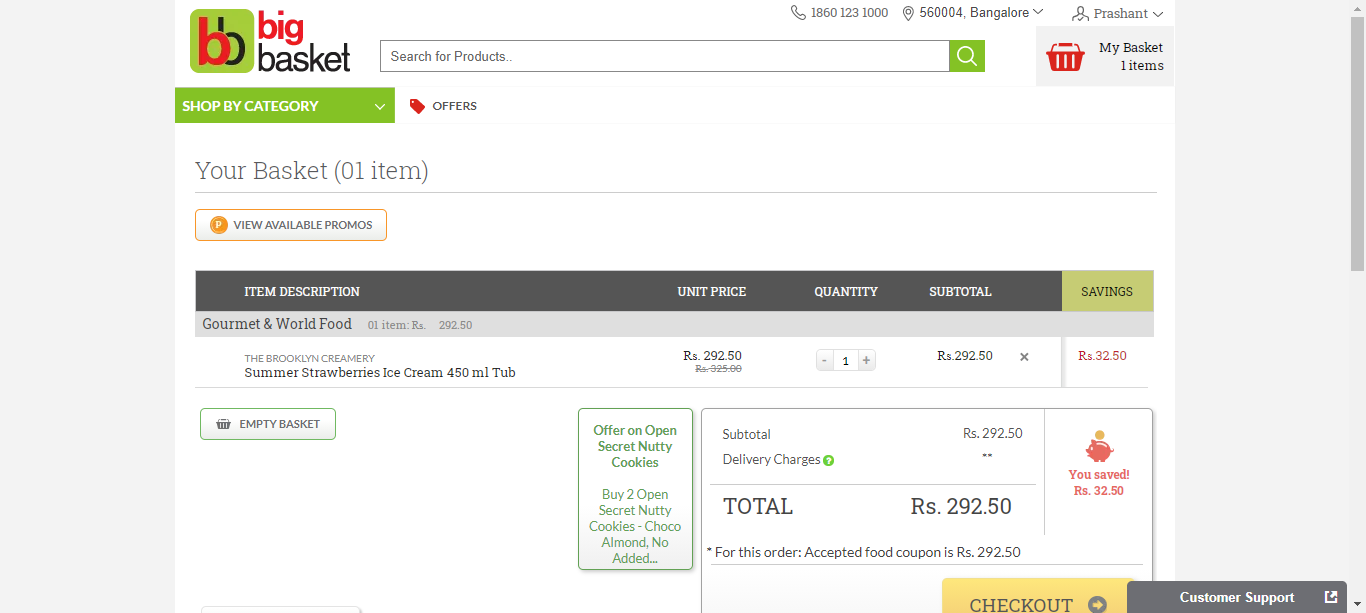 1860 123 1000 560004, Bangalore Prashant
big
basket
bb
Search for Products..
My Basket
1 items
SHOP BY CATEGORY OFFERS
Your Basket (01 item)
P VIEW AVAILABLE PROMOS
ITEM DESCRIPTION UNIT PRICE QUANTITY SUBTOTAL SAVINGS
Gourmet & World Food 01 item: Rs. 292.50
THE BROOKLYN CREAMERY
Summer Strawberries Ice Cream 450 ml Tub
Rs. 292.50
Rs. 325.00
- 1 +
Rs.292.50 ×
Rs.32.50
EMPTY BASKET
Offer on Open
Secret Nutty
Cookies
Buy 2 Open
Secret Nutty
Cookies - Choco
Almond, No
Added...
Subtotal Rs. 292.50
Delivery Charges ? **
TOTAL Rs. 292.50
You saved!
Rs. 32.50
* For this order: Accepted food coupon is Rs. 292.50
CHECKOUT
Customer Support